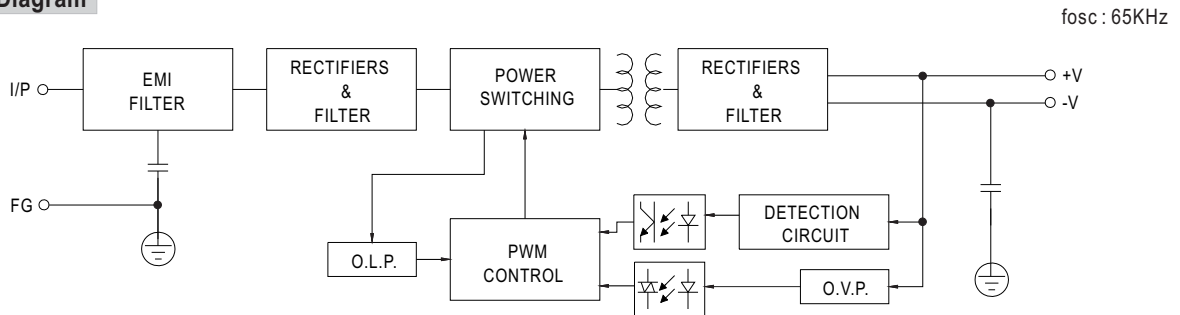 Diagram
fosc : 65KHz
I/P
EMI
FILTER
RECTIFIERS
&
FILTER
POWER
SWITCHING
RECTIFIERS
&
FILTER
+V
-V
FG
O.L.P.
PWM
CONTROL
DETECTION
CIRCUIT
O.V.P.